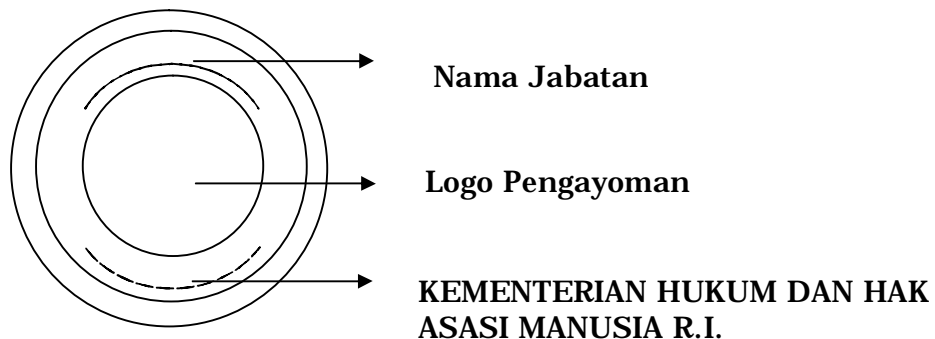 Nama Jabatan
Logo Pengayoman
KEMENTERIAN HUKUM DAN HAK
ASASI MANUSIA R.I.